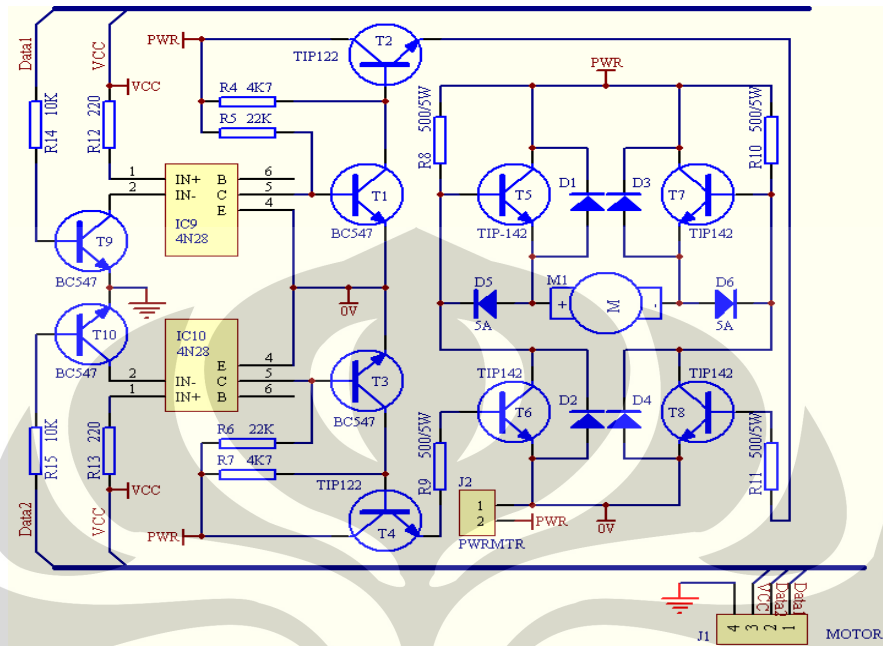 Data1
VCC
VCC
PWR
T2
TIP122
R4 4K7
R5 22K
10K
R14
220
R12
1
2
IN+
IN-
B
C
E
6
5
4
IC9
4N28
T1
BC547
T9
BC547
0V
PWR
500/5W
R8
T5
TIP-142
D1
D3
T7
TIP142
500/5W
R10
D5
5A
M1
+
M
-
D6
5A
T10
BC547
IC10
4N28
2
1
IN-
IN+
E
C
B
4
5
6
T3
BC547
TIP142
T6
D2
D4
TIP142
T8
10K
R15
220
R13
R6 22K
R7 4K7
VCC
VCC
Data2
PWR
TIP122
T4
500/5W
R9
J2
1
2
PWR
PWRMTR
0V
500/5W
R11
VCC
Data2
Data1
J1
4
3
2
1
MOTOR